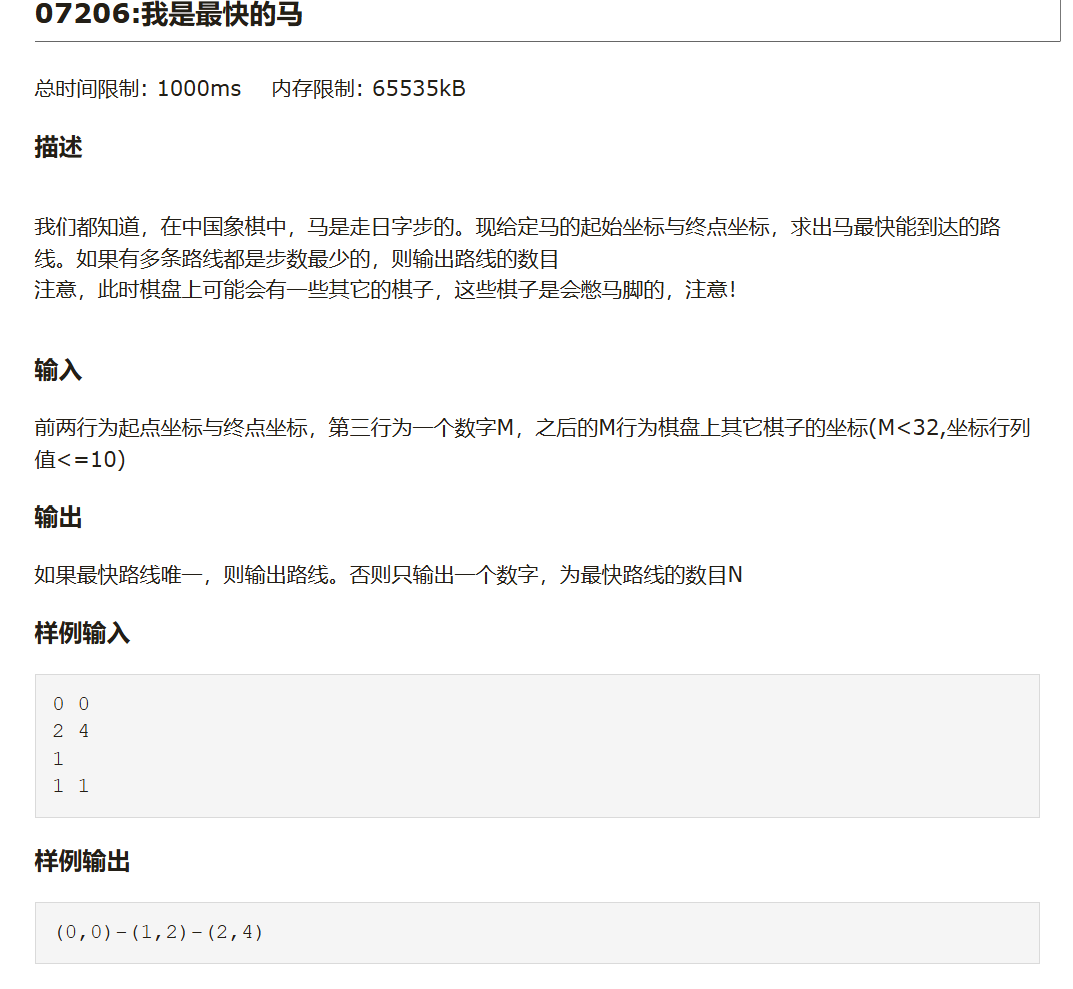 07206:我是最快的马
总时间限制: 1000ms 内存限制: 65535kB
描述
我们都知道，在中国象棋中，马是走日字步的。现给定马的起始坐标与终点坐标，求出马最快能到达的路
线。如果有多条路线都是步数最少的，则输出路线的数目
注意，此时棋盘上可能会有一些其它的棋子，这些棋子是会憋马脚的，注意！
输入
前两行为起点坐标与终点坐标，第三行为一个数字M，之后的M行为棋盘上其它棋子的坐标(M<32,坐标行列
值<=10)
输出
如果最快路线唯一，则输出路线。否则只输出一个数字，为最快路线的数目N
样例输入
0 0
2 4
1
1 1
样例输出
(0,0)-(1,2)-(2,4)